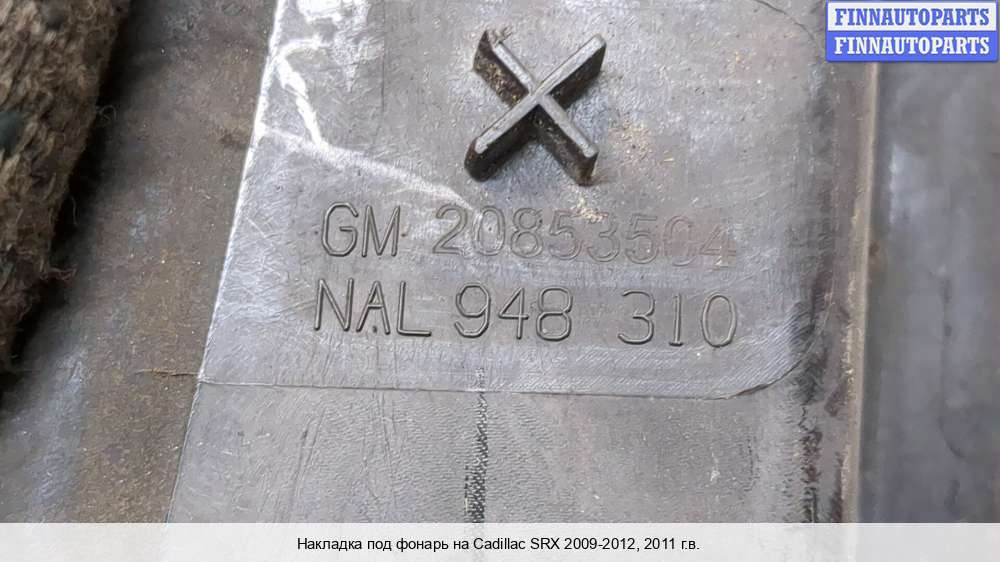 FINNAUTOPARTS
FINNAUTOPARTS
GM 20853504
NAL 948 310
Накладка под фонарь на Cadillac SRX 2009-2012, 2011 г.в.